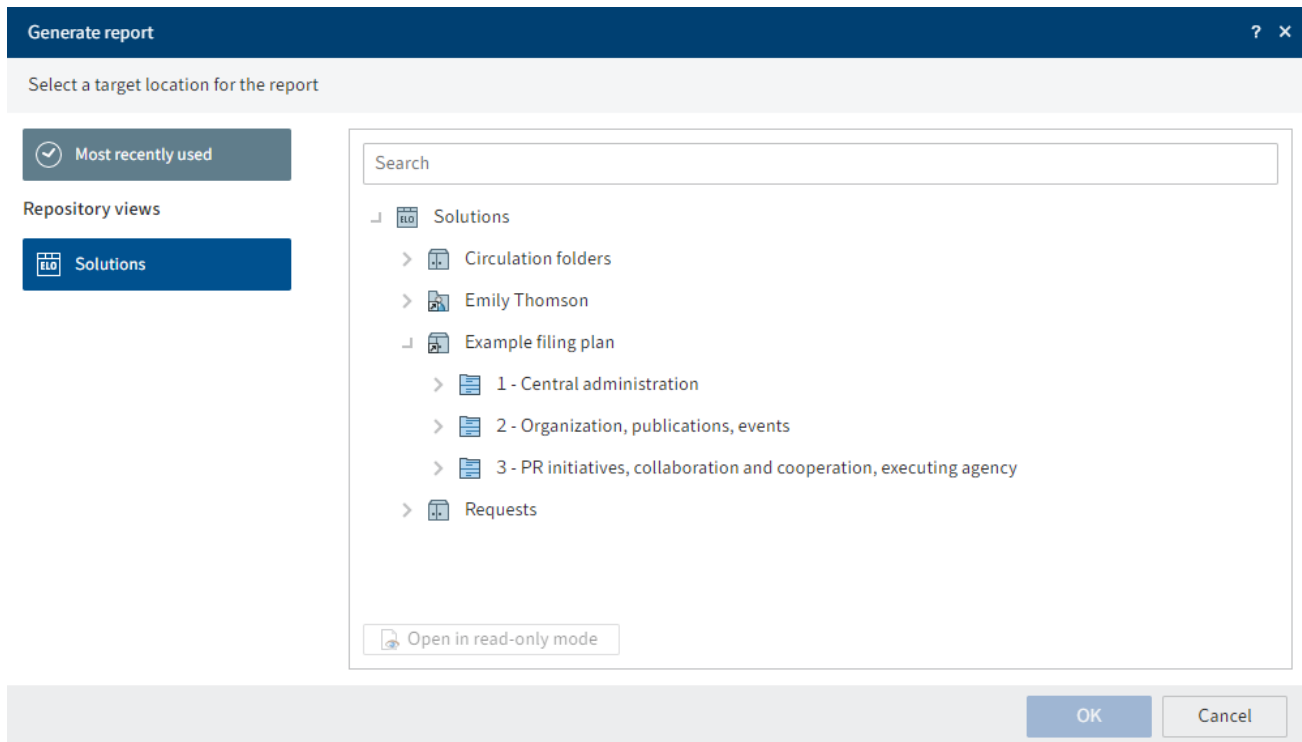 Generate report
? ×
Select a target location for the report
Most recently used
Repository views
ELO Solutions
Search
ELO Solutions
Circulation folders
Emily Thomson
Example filing plan
1 - Central administration
2 - Organization, publications, events
3 - PR initiatives, collaboration and cooperation, executing agency
Requests
Open in read-only mode
OK Cancel